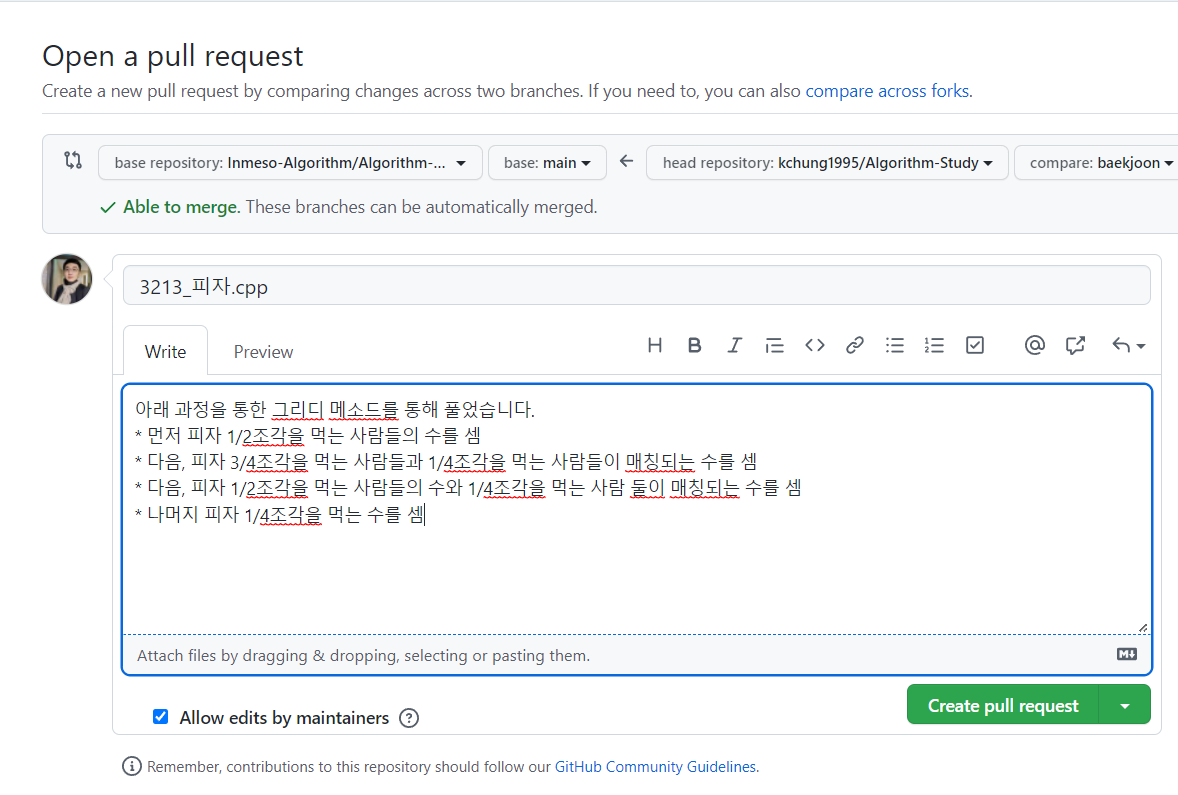 Open a pull request
Create a new pull request by comparing changes across two branches. If you need to, you can also compare across forks.
base repository: Inmeso-Algorithm/Algorithm-... base: main head repository: kchung1995/Algorithm-Study compare: baekjoon
Able to merge. These branches can be automatically merged.
3213_피자.cpp
Write Preview
아래 과정을 통한 그리디 메소드를 통해 풀었습니다.
* 먼저 피자 1/2조각을 먹는 사람들의 수를 셈
* 다음, 피자 3/4조각을 먹는 사람들과 1/4조각을 먹는 사람들이 매칭되는 수를 셈
* 다음, 피자 1/2조각을 먹는 사람들의 수와 1/4조각을 먹는 사람 둘이 매칭되는 수를 셈
* 나머지 피자 1/4조각을 먹는 수를 셈
Attach files by dragging & dropping, selecting or pasting them.
Allow edits by maintainers
Create pull request
Remember, contributions to this repository should follow our GitHub Community Guidelines.